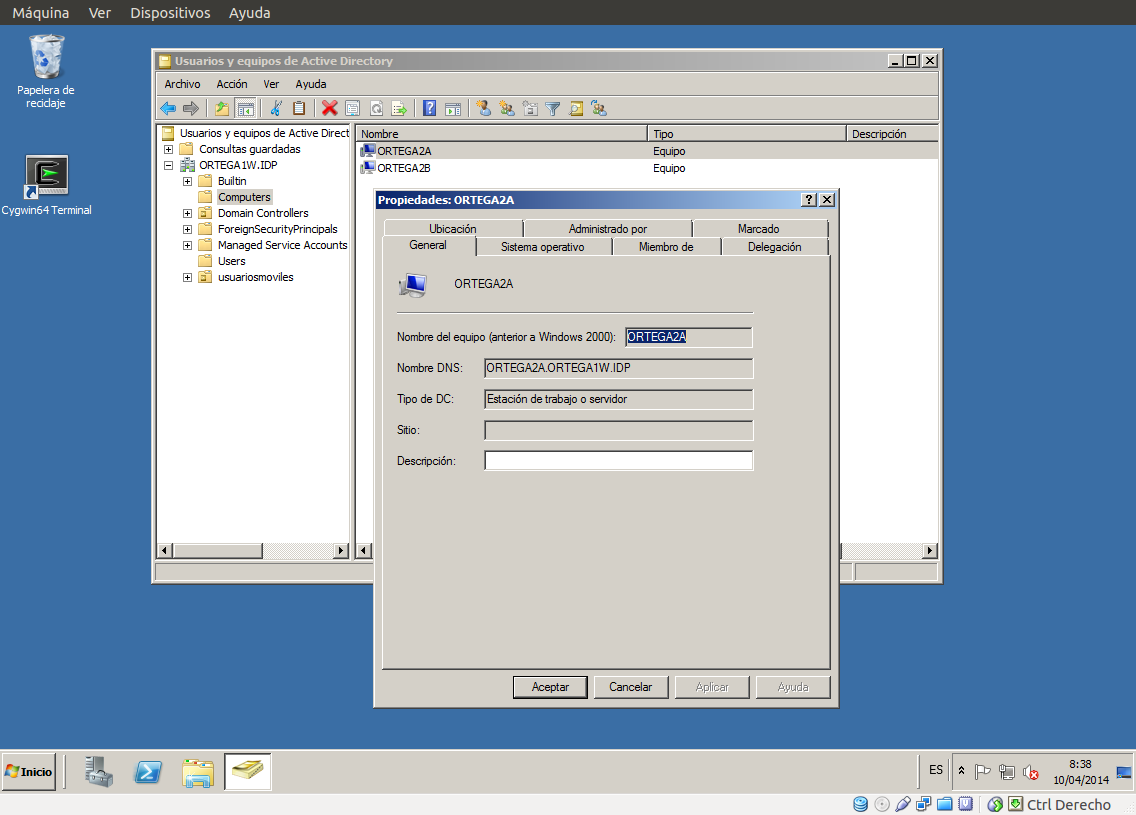 Máquina Ver Dispositivos Ayuda
Papelera de
reciclaje
Cygwin64 Terminal
Usuarios y equipos de Active Directory
Archivo Acción Ver Ayuda
Usuarios y equipos de Active Direct
Consultas guardadas
ORTEGA1W.IDP
Builtin
Computers
Domain Controllers
ForeignSecurityPrincipals
Managed Service Accounts
Users
usuariosmoviles
Nombre Tipo Descripción
ORTEGA2A Equipo
ORTEGA2B Equipo
Propiedades: ORTEGA2A
Ubicación Administrado por Marcado
General Sistema operativo Miembro de Delegación
ORTEGA2A
Nombre del equipo (anterior a Windows 2000): ORTEGA2A
Nombre DNS: ORTEGA2A.ORTEGA1W.IDP
Tipo de DC: Estación de trabajo o servidor
Sitio:
Descripción:
Aceptar Cancelar Aplicar Ayuda
Inicio
ES
8:38
10/04/2014
Ctrl Derecho